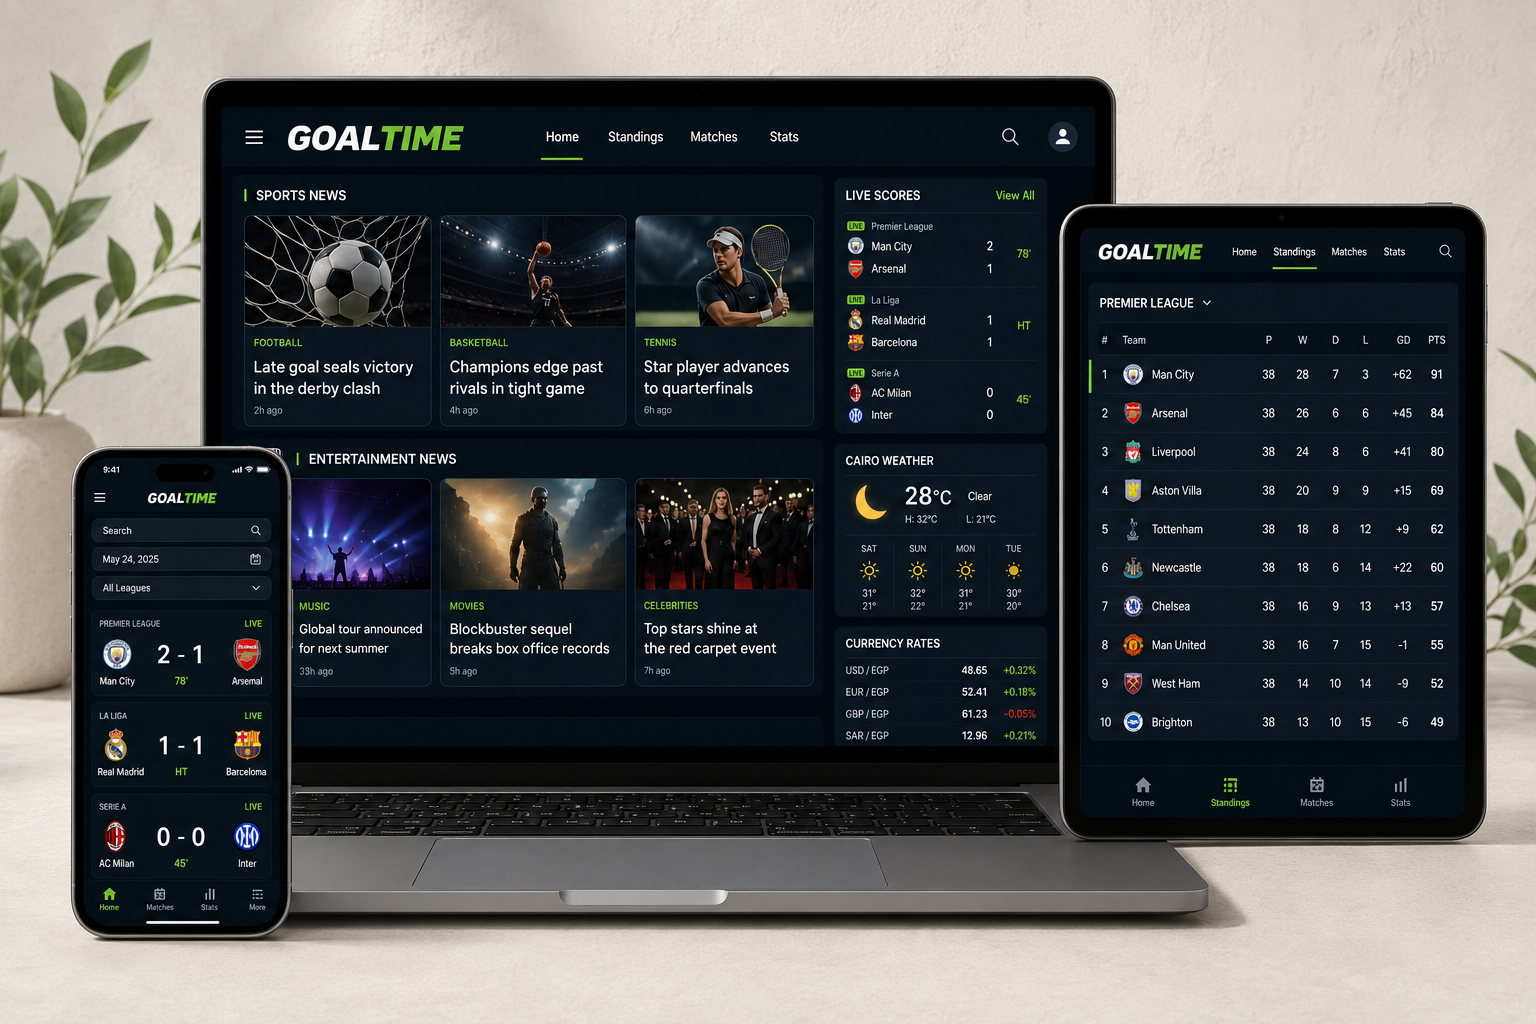 GOALTIME
Home Standings Matches Stats
SPORTS NEWS
FOOTBALL
Late goal seals victory
in the derby clash
2h ago
BASKETBALL
Champions edge past
rivals in tight game
4h ago
TENNIS
Star player advances
to quarterfinals
6h ago
ENTERTAINMENT NEWS
MUSIC
Global tour announced
for next summer
33h ago
MOVIES
Blockbuster sequel
breaks box office records
5h ago
CELEBRITIES
Top stars shine at
the red carpet event
7h ago
LIVE SCORES View All
LIVE Premier League
Man City 2
78'
Arsenal 1
LIVE La Liga
Real Madrid 1
HT
Barcelona 1
LIVE Serie A
AC Milan 0
45'
Inter 0
CAIRO WEATHER
28°C Clear
H: 32°C L: 21°C
SAT SUN MON TUE
31° 32° 31° 30°
21° 22° 21° 20°
CURRENCY RATES
USD / EGP 48.65 +0.32%
EUR / EGP 52.41 +0.18%
GBP / EGP 61.23 -0.05%
SAR / EGP 12.96 +0.21%
9:41
GOALTIME
Search
May 24, 2025
All Leagues
PREMIER LEAGUE LIVE
2 - 1
Man City 78' Arsemal
LA LIGA LIVE
1 - 1
Real Madrid HT Barceloma
SERIE A LIVE
0 - 0
AC Milan 45' Inter
Home Matches Stats More
GOALTIME Home Standings Matches Stats
PREMIER LEAGUE
# Team P W D L GD PTS
1 Man City 38 28 7 3 +62 91
2 Arsenal 38 26 6 6 +45 84
3 Liverpool 38 24 8 6 +41 80
4 Aston Villa 38 20 9 9 +15 69
5 Tottenham 38 18 8 12 +9 62
6 Newcastle 38 18 6 14 +22 60
7 Chelsea 38 16 9 13 +13 57
8 Man United 38 16 7 15 -1 55
9 West Ham 38 14 10 14 -9 52
10 Brighton 38 13 10 15 -6 49
Home Standings Matches Stats